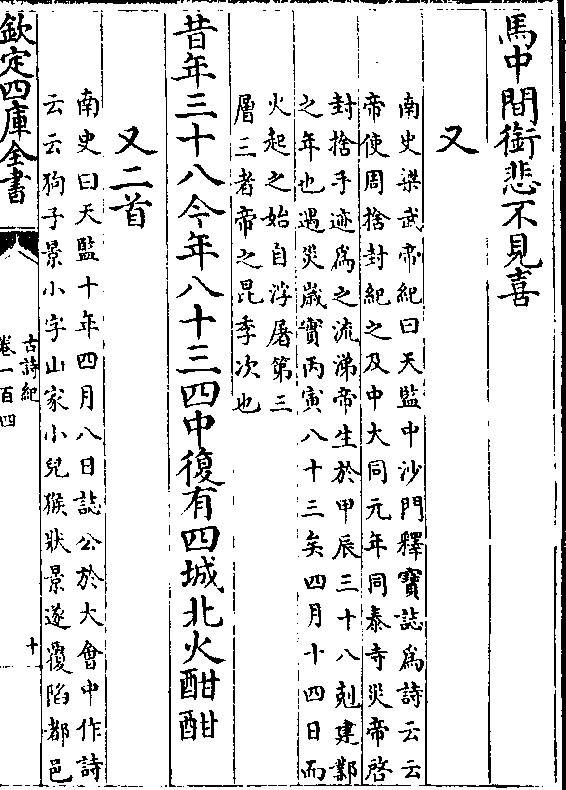 馬中間銜悲不見喜
又
南史梁武帝紀曰天監中沙門釋寶誌為詩云云
帝使周捨封紀之及中大同元年同泰寺災帝啓
封捨手迹為之流涕帝生於甲辰三十八剋建鄴
之年也遇災歲實丙寅八十三矣四月十四日而
火起之始自浮屠第三
層三者帝之昆季次也
昔年三十八今年八十三四中復有四城北火酣酣
又二首
南史曰天監十年四月八日誌公於大會中作詩
云云狗子景小字山家小兒猴狀景遂覆陷都邑
欽定四庫全書
古詩紀
卷一百四
十